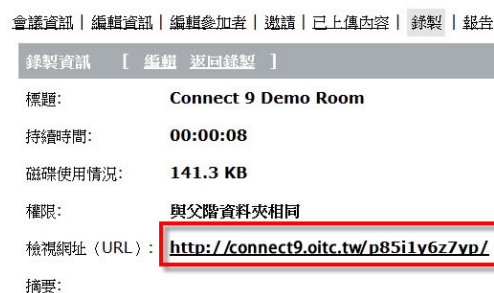 會議資訊 | 編輯資訊 | 編輯參加者 | 邀請 | 已上傳內容 | 錄製 | 報告
錄製資訊 [ 編輯 返回錄製 ]
標題: Connect 9 Demo Room
持續時間: 00:00:08
磁碟使用情況: 141.3 KB
權限: 與父階資料夾相同
檢視網址（URL）: http://connect9.oitc.tw/p85i1y6z7yp/
摘要: